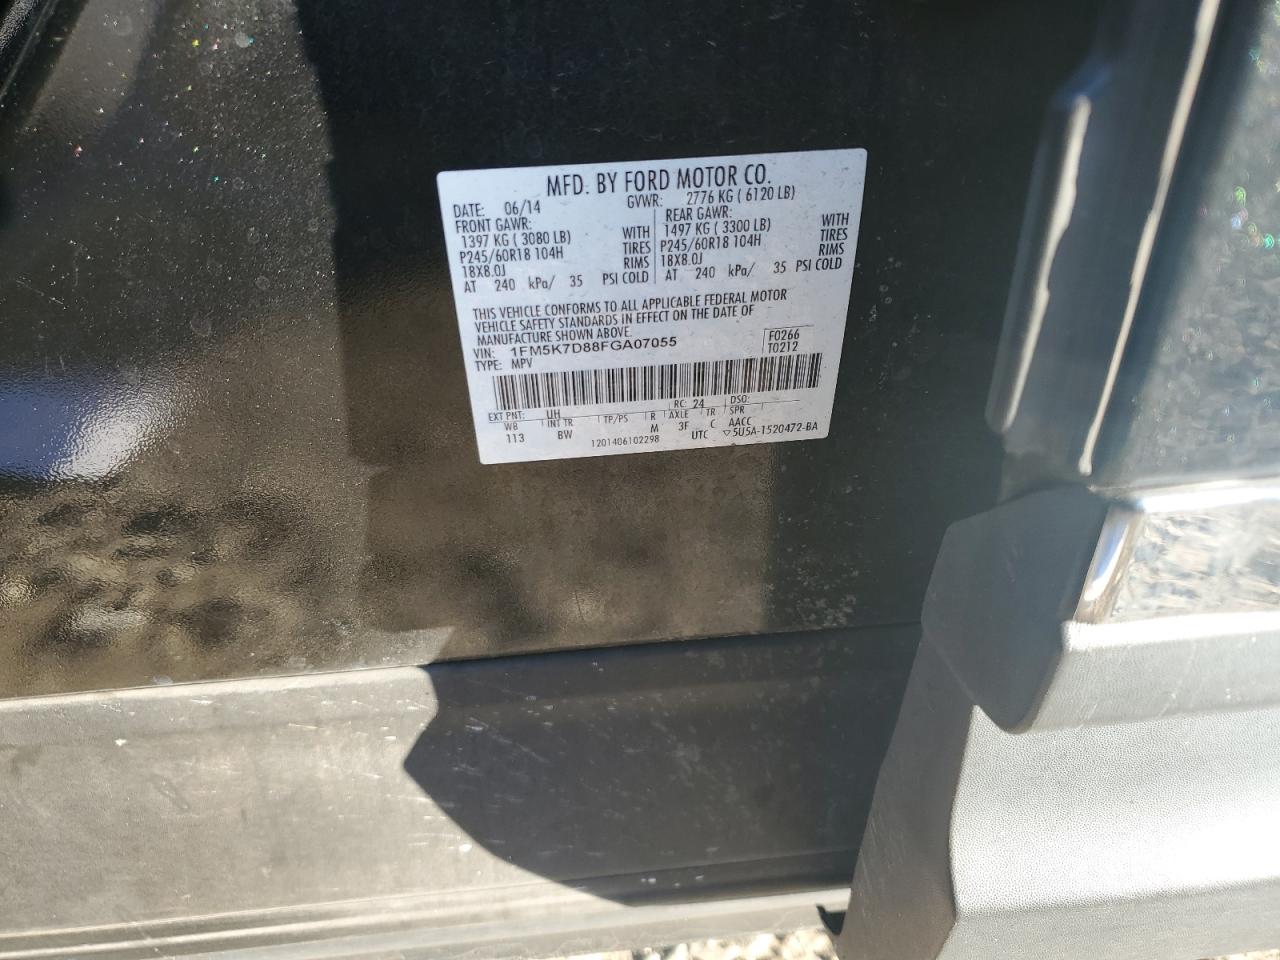 MFD. BY FORD MOTOR CO.
DATE: 06/14 GVWR: 2776 KG ( 6120 LB)
FRONT GAWR: REAR GAWR:
1397 KG ( 3080 LB) WITH 1497 KG ( 3300 LB) WITH
P245/60R18 104H TIRES P245/60R18 104H TIRES
18X8.0J RIMS 18X8.0J RIMS
AT 240 kPa/ 35 PSI COLD AT 240 kPa/ 35 PSI COLD
THIS VEHICLE CONFORMS TO ALL APPLICABLE FEDERAL MOTOR
VEHICLE SAFETY STANDARDS IN EFFECT ON THE DATE OF
MANUFACTURE SHOWN ABOVE.
VIN: 1FM5K7D88FGA07055 F0266
TYPE: MPV T0212
EXT PNT: UH RC: 24 DSO:
WB INT TR TP/PS R AXLE TR SPR
113 BW M 3F C AACC
1201406102298 UTC ▽5U5A-1520472-BA